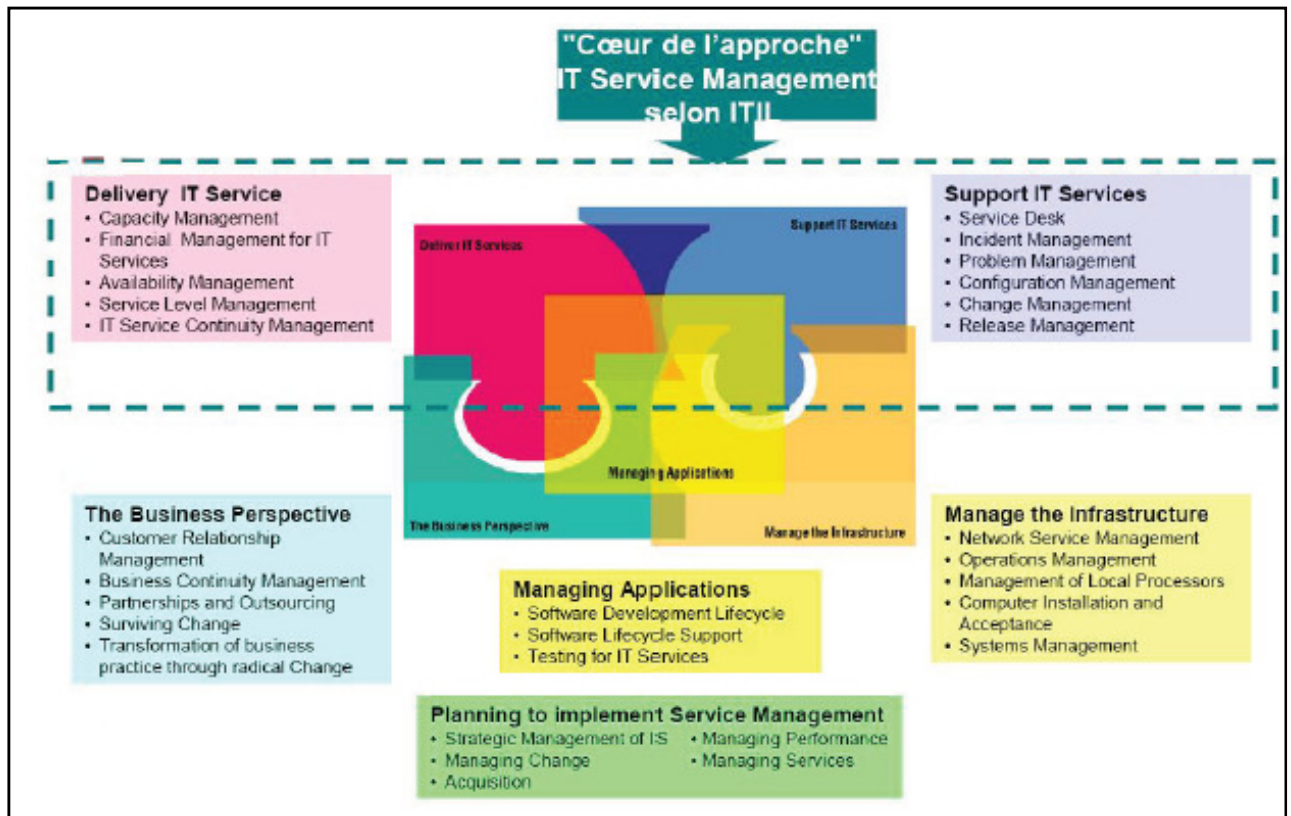 "Cœur de l'approche"
IT Service Management
selon ITIL
Delivery IT Service
• Capacity Management
• Financial Management for IT
Services
• Availability Management
• Service Level Management
• IT Service Continuity Management
Support IT Services
• Service Desk
• Incident Management
• Problem Management
• Configuration Management
• Change Management
• Release Management
Deliver IT Services
Support IT Services
Managing Applications
The Business Perspective
Manage the Infrastructure
The Business Perspective
• Customer Relationship
Management
• Business Continuity Management
• Partnerships and Outsourcing
• Surviving Change
• Transformation of business
practice through radical Change
Managing Applications
• Software Development Lifecycle
• Software Lifecycle Support
• Testing for IT Services
Manage the Infrastructure
• Network Service Management
• Operations Management
• Management of Local Processors
• Computer Installation and
Acceptance
• Systems Management
Planning to implement Service Management
• Strategic Management of IS
• Managing Change
• Acquisition
• Managing Performance
• Managing Services